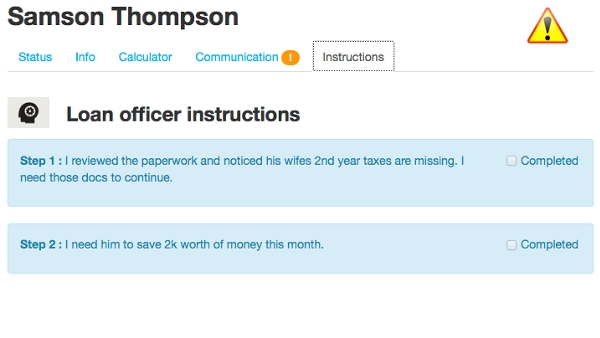 Samson Thompson
Status Info Calculator Communication ! Instructions
Loan officer instructions
Step 1 : I reviewed the paperwork and noticed his wifes 2nd year taxes are missing. I Completed
need those docs to continue.
Step 2 : I need him to save 2k worth of money this month. Completed